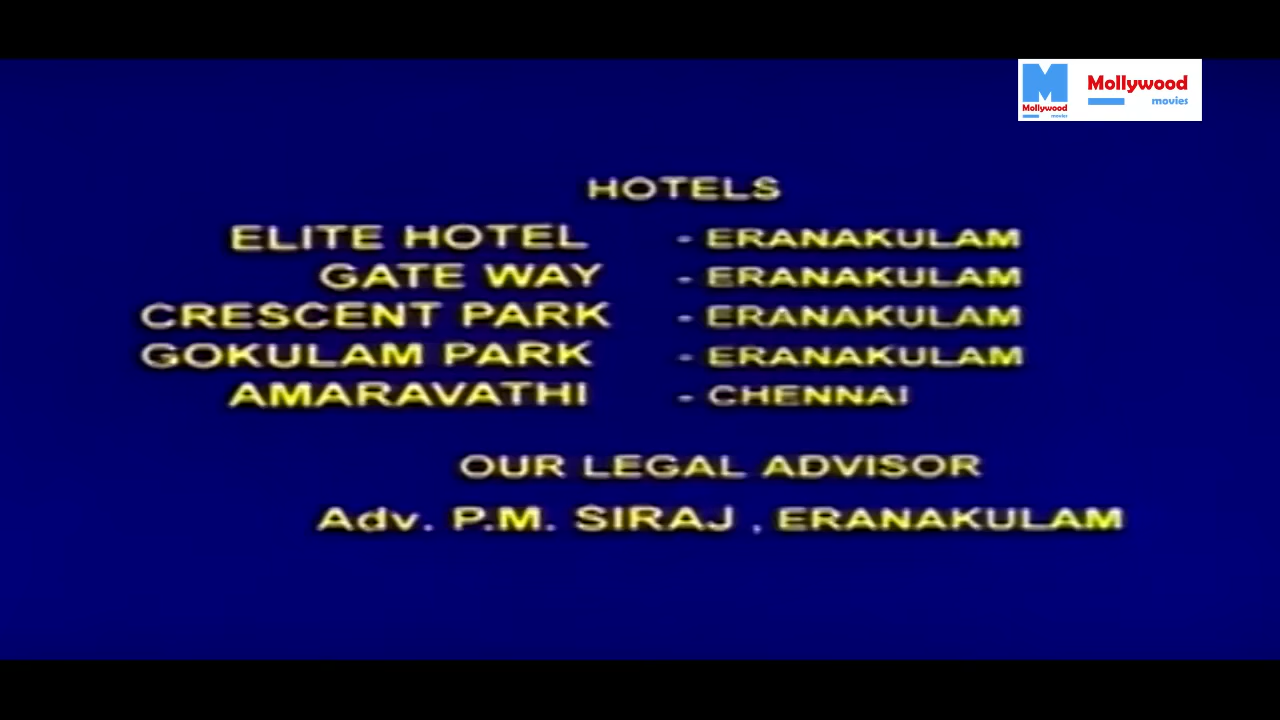 Mollywood
movies
Mollywood
movies
HOTELS
ELITE HOTEL - ERANAKULAM
GATE WAY - ERANAKULAM
CRESCENT PARK - ERANAKULAM
GOKULAM PARK - ERANAKULAM
AMARAVATHI - CHENNAI
OUR LEGAL ADVISOR
Adv. P.M. SIRAJ , ERANAKULAM